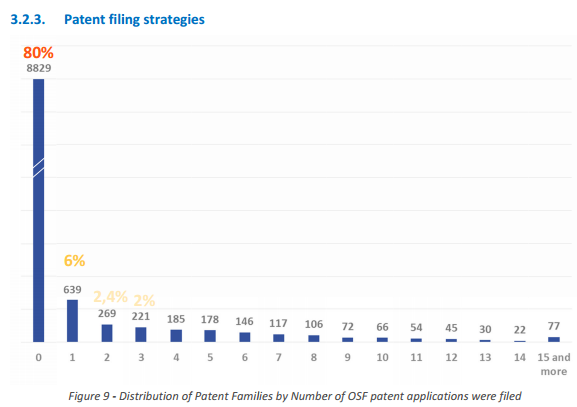 3.2.3. Patent filing strategies
80%
8829
6%
639
2,4% 2%
269 221 185 178 146 117 106 72 66 54 45 30 22 77
0 1 2 3 4 5 6 7 8 9 10 11 12 13 14 15 and
more
Figure 9 - Distribution of Patent Families by Number of OSF patent applications were filed